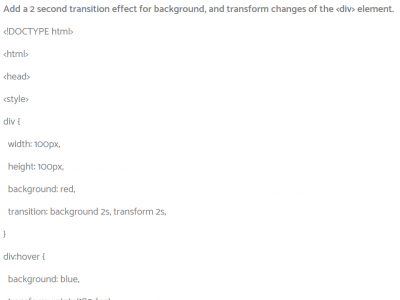 Add a 2 second transition effect for background, and transform changes of the <div> element.
<!DOCTYPE html>
<html>
<head>
<style>
div {
width: 100px,
height: 100px,
background: red,
transition: background 2s, transform 2s,
}
div:hover {
background: blue,